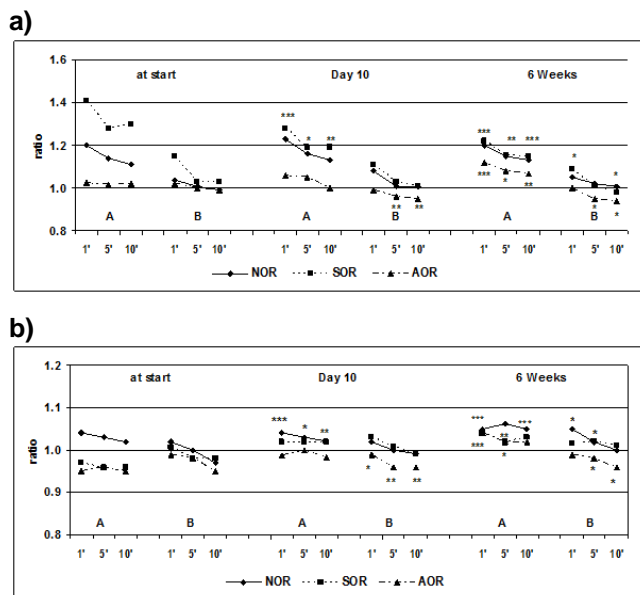 a)
1.6
at start Day 10 6 Weeks
1.4
*** * ** *** ** ***
ratio
1.2
*** * ** * *
1.0
** ** * *
A B A B A B
0.8
1' 5' 10' 1' 5' 10' 1' 5' 10' 1' 5' 10' 1' 5' 10' 1' 5' 10'
NOR SOR AOR
b)
1.2
at start Day 10 6 Weeks
1.1
*** * ** *** *** * *
ratio
1.0
*** ** * * ** ** * *
0.9
A B A B A B
0.8
1' 5' 10' 1' 5' 10' 1' 5' 10' 1' 5' 10' 1' 5' 10' 1' 5' 10'
NOR SOR AOR